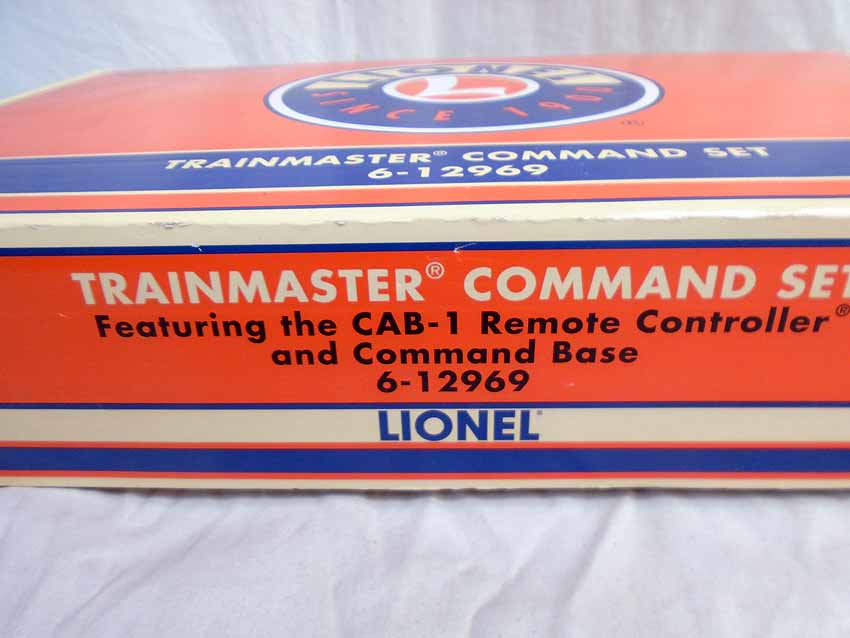 LIONEL
SINCE 1900
®
TRAINMASTER® COMMAND SET
6-12969
TRAINMASTER® COMMAND SET
Featuring the CAB-1 Remote Controller®
and Command Base
6-12969
LIONEL